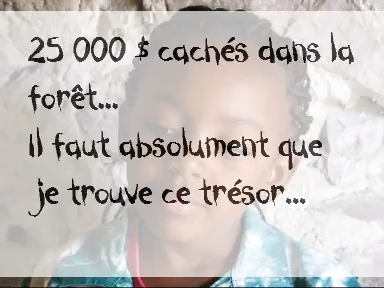 25 000 $ cachés dans la
forêt...
Il faut absolument que
je trouve ce trésor...